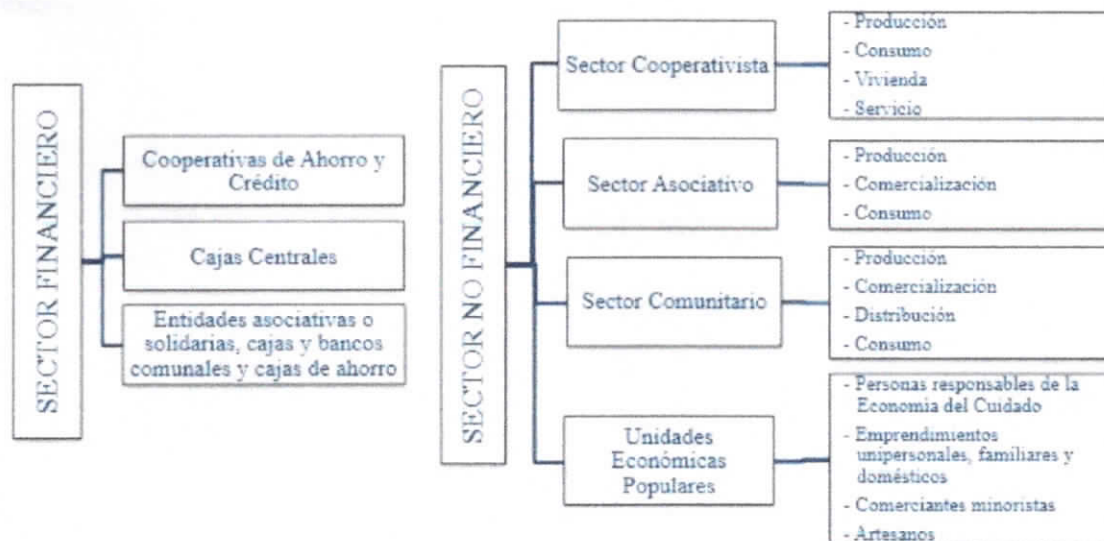 SECTOR FINANCIERO
Cooperativas de Ahorro y
Crédito
Cajas Centrales
Entidades asociativas o
solidarias, cajas y bancos
comunales y cajas de ahorro
SECTOR NO FINANCIERO
Sector Cooperativista
- Producción
- Consumo
- Vivienda
- Servicio
Sector Asociativo
- Producción
- Comercialización
- Consumo
Sector Comunitario
- Producción
- Comercialización
- Distribución
- Consumo
Unidades
Económicas
Populares
- Personas responsables de la
Economía del Cuidado
- Emprendimientos
unipersonales, familiares y
domésticos
- Comerciantes minoristas
- Artesanos